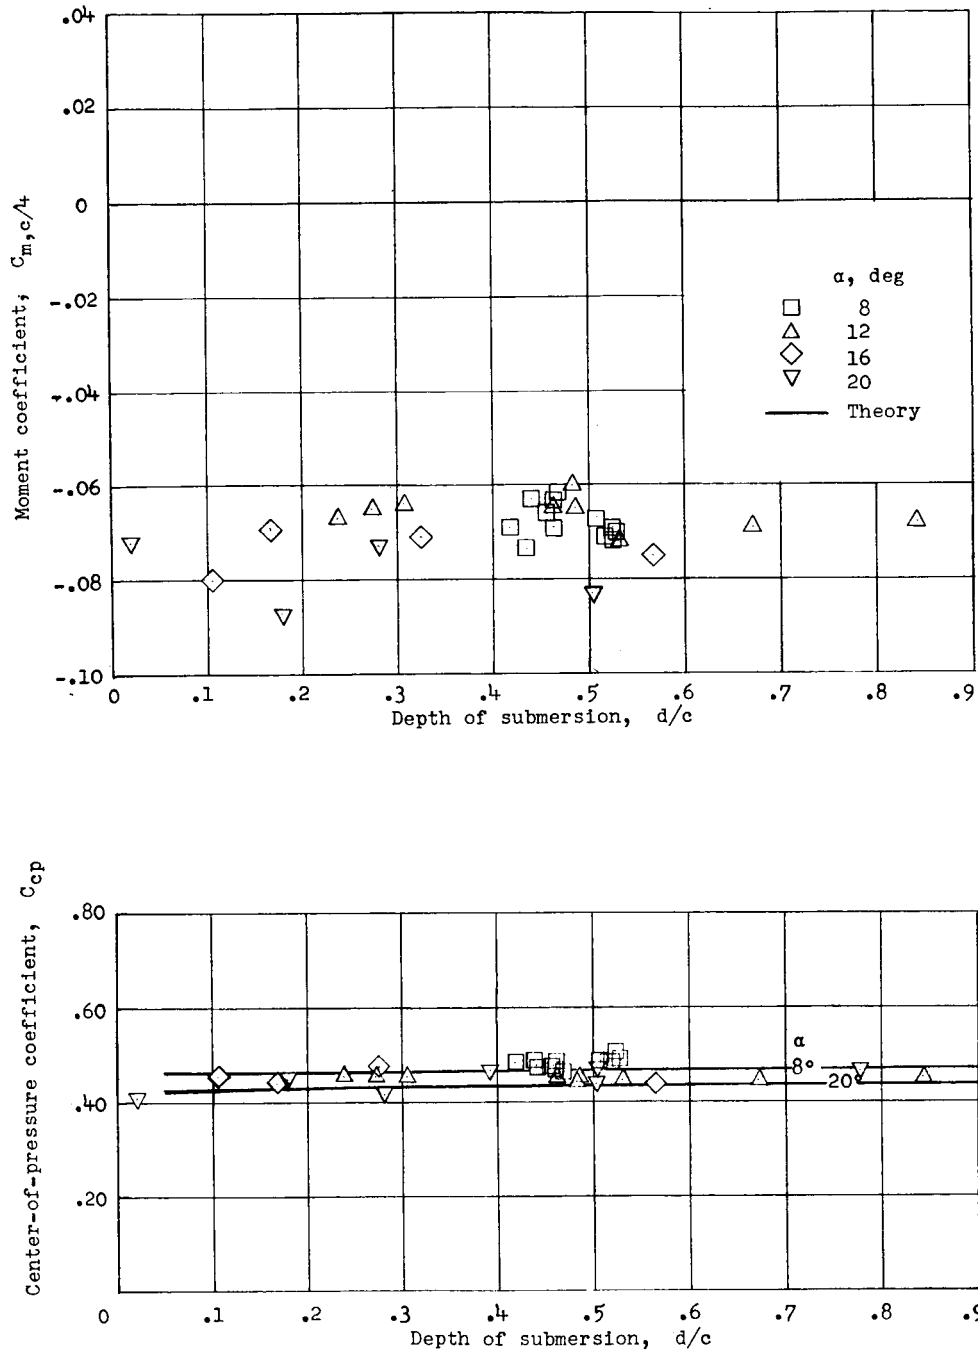 .04
.02
0
-.02
-.04
-.06
-.08
-.10
Moment coefficient, Cm,c/4
α, deg
8
12
16
20
Theory
0 .1 .2 .3 .4 .5 .6 .7 .8 .9
Depth of submersion, d/c
.80
.60
.40
.20
Center-of-pressure coefficient, Ccp
α
8°
20°
0 .1 .2 .3 .4 .5 .6 .7 .8 .9
Depth of submersion, d/c